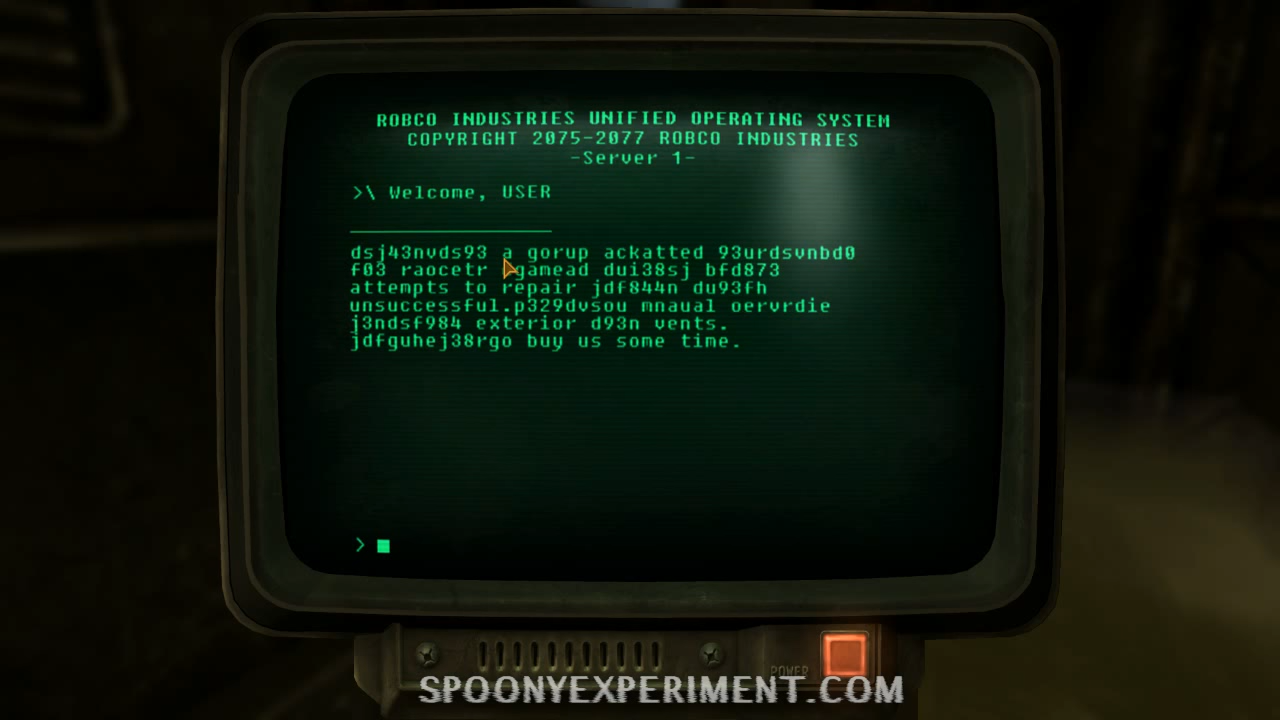 ROBCO INDUSTRIES UNIFIED OPERATING SYSTEM
COPYRIGHT 2075-2077 ROBCO INDUSTRIES
-Server 1-
>\ Welcome, USER
dsj43nvds93 a gorup ackatted 93urdsvnbd0
f03 raocetr gamead dui38sj bfd873
attempts to repair jdf844n du93fh
unsuccessful.p329dvsou mnaual oervrdie
j3ndsf984 exterior d93n vents.
jdfguhej38rgo buy us some time.
>
POWER
SPOONYEXPERIMENT.COM